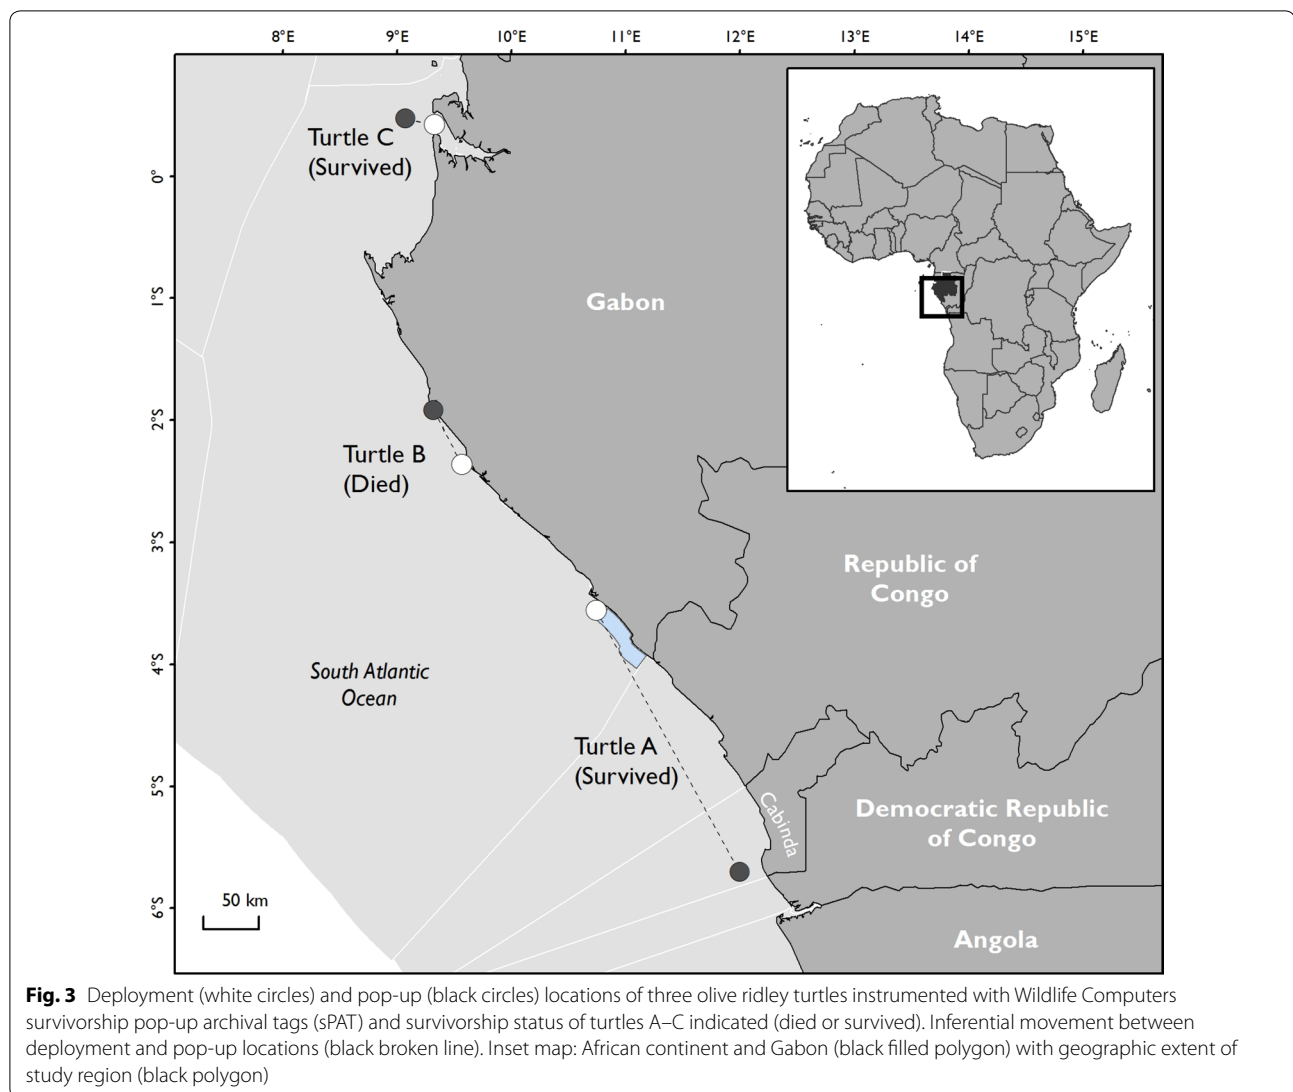 8°E 9°E 10°E 11°E 12°E 13°E 14°E 15°E
Turtle C
(Survived)
0°
1°S
Gabon
2°S
Turtle B
(Died)
3°S
Republic of
Congo
4°S
South Atlantic
Ocean
Turtle A
(Survived)
5°S
Cabinda
Democratic Republic
of Congo
50 km
6°S
Angola
Fig. 3 Deployment (white circles) and pop-up (black circles) locations of three olive ridley turtles instrumented with Wildlife Computers
survivorship pop-up archival tags (sPAT) and survivorship status of turtles A–C indicated (died or survived). Inferential movement between
deployment and pop-up locations (black broken line). Inset map: African continent and Gabon (black filled polygon) with geographic extent of
study region (black polygon)